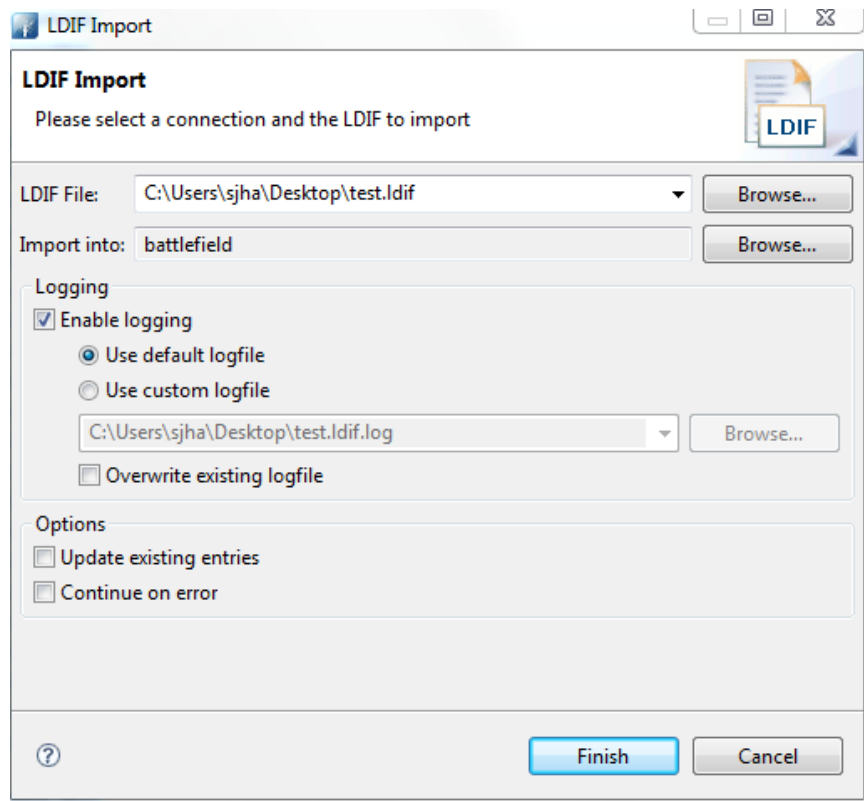 LDIF Import
LDIF Import
Please select a connection and the LDIF to import
LDIF
LDIF File: C:\Users\sjha\Desktop\test.ldif Browse...
Import into: battlefield Browse...
Logging
Enable logging
Use default logfile
Use custom logfile
C:\Users\sjha\Desktop\test.ldif.log Browse...
Overwrite existing logfile
Options
Update existing entries
Continue on error
? Finish Cancel